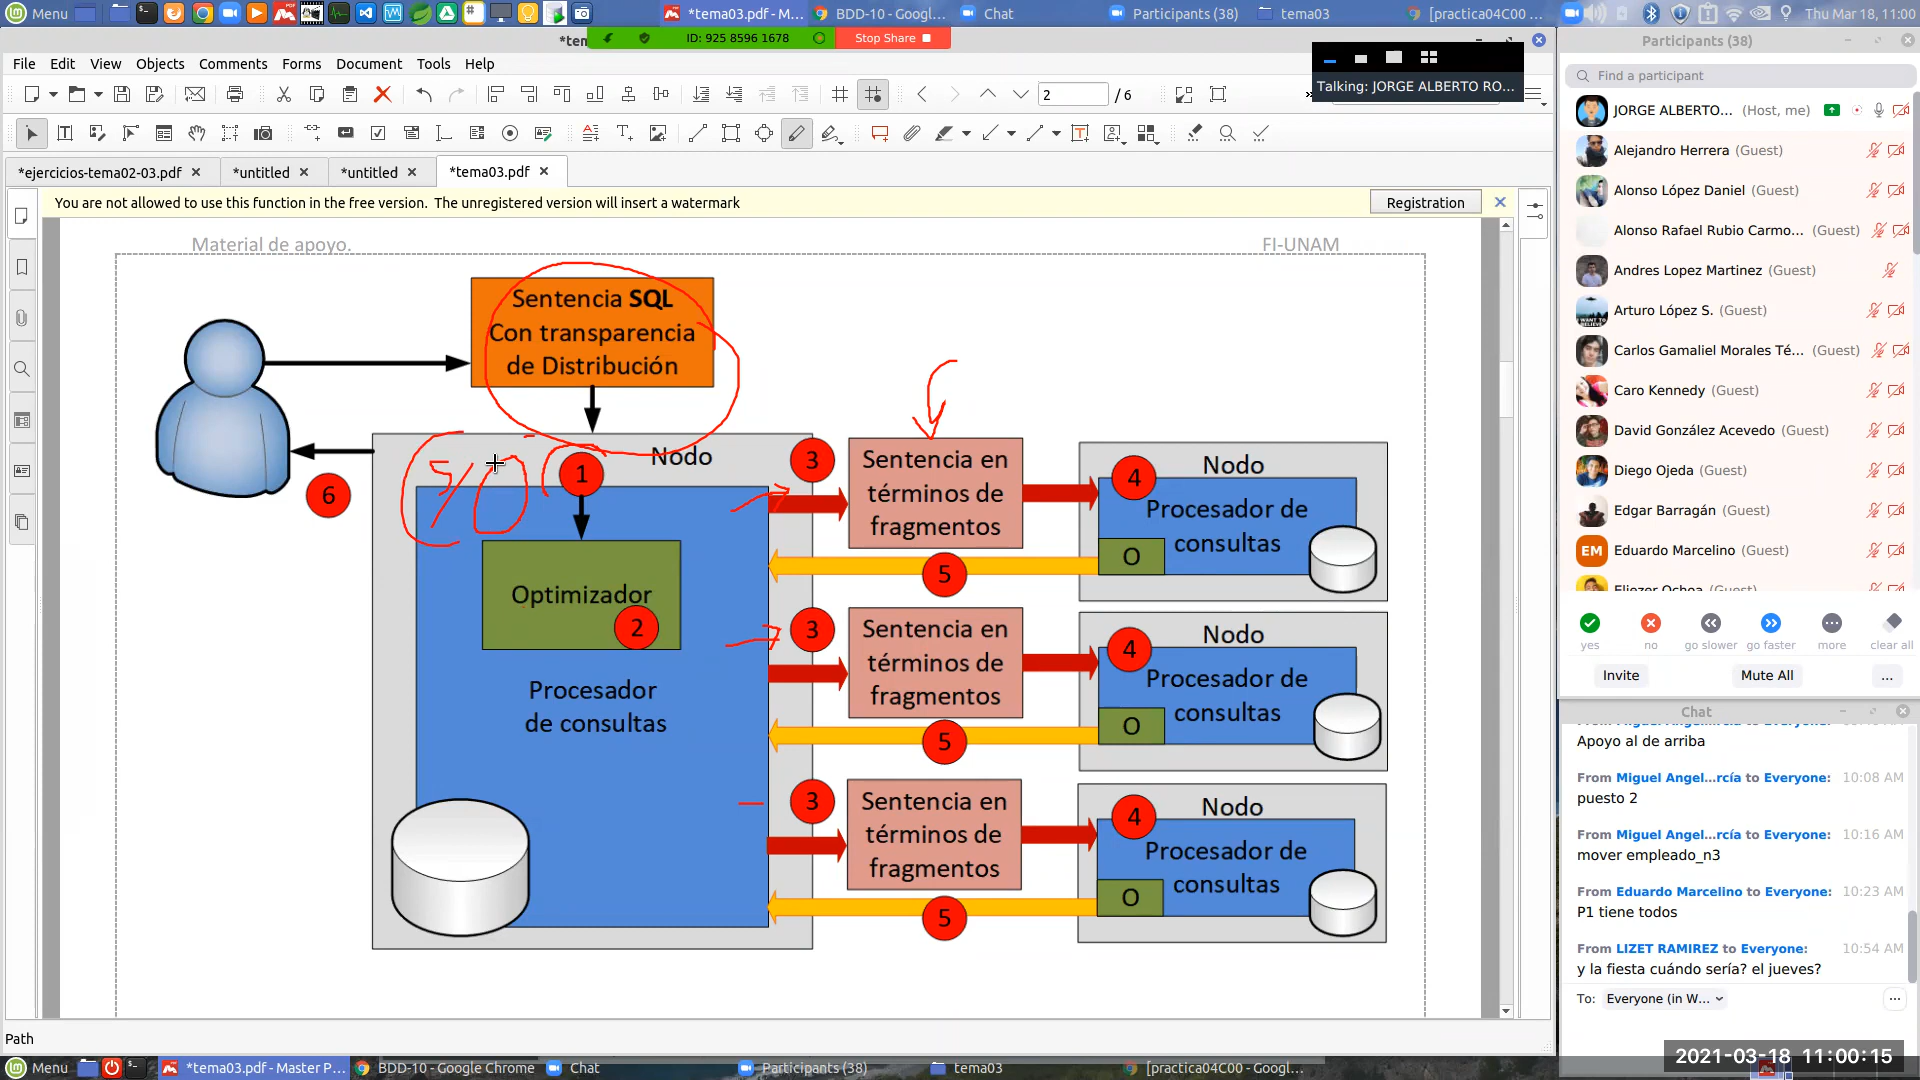 Menu
*tema03.pdf - M...
BDD-10 - Google...
Chat
Participants (38)
tema03
[practica04C00 ...
Thu Mar 18, 11:00
ID: 925 8596 1678
Stop Share
Talking: JORGE ALBERTO RO...
File Edit View Objects Comments Forms Document Tools Help
2 / 6
*ejercicios-tema02-03.pdf
*untitled
*untitled
*tema03.pdf
You are not allowed to use this function in the free version. The unregistered version will insert a watermark
Registration
Material de apoyo.
FI-UNAM
Sentencia SQL
Con transparencia
de Distribución
Nodo
1
Optimizador
2
Procesador
de consultas
6
3
Sentencia en
términos de
fragmentos
5
4
Nodo
Procesador de
consultas
O
3
Sentencia en
términos de
fragmentos
5
4
Nodo
Procesador de
consultas
O
3
Sentencia en
términos de
fragmentos
5
4
Nodo
Procesador de
consultas
O
Path
Participants (38)
Find a participant
JORGE ALBERTO... (Host, me)
Alejandro Herrera (Guest)
Alonso López Daniel (Guest)
Alonso Rafael Rubio Carmo... (Guest)
Andres Lopez Martinez (Guest)
Arturo López S. (Guest)
Carlos Gamaliel Morales Té... (Guest)
Caro Kennedy (Guest)
David González Acevedo (Guest)
Diego Ojeda (Guest)
Edgar Barragán (Guest)
EM Eduardo Marcelino (Guest)
Eliezer Ochoa (Guest)
yes no go slower go faster more clear all
Invite Mute All ...
Chat
From Miguel Angel...rcía to Everyone:
Apoyo al de arriba
From Miguel Angel...rcía to Everyone: 10:08 AM
puesto 2
From Miguel Angel...rcía to Everyone: 10:16 AM
mover empleado_n3
From Eduardo Marcelino to Everyone: 10:23 AM
P1 tiene todos
From LIZET RAMIREZ to Everyone: 10:54 AM
y la fiesta cuándo sería? el jueves?
To: Everyone (in W...
2021-03-18 11:00:15
Menu
*tema03.pdf - Master P...
BDD-10 - Google Chrome
Chat
Participants (38)
tema03
[practica04C00 - Googl...